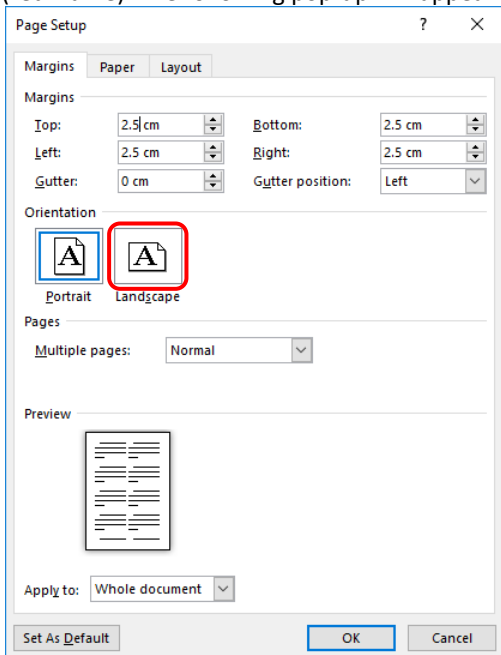 Page Setup ? ×
Margins Paper Layout
Margins
Top: 2.5 cm Bottom: 2.5 cm
Left: 2.5 cm Right: 2.5 cm
Gutter: 0 cm Gutter position: Left
Orientation
A A
Portrait Landscape
Pages
Multiple pages: Normal
Preview
Apply to: Whole document
Set As Default OK Cancel